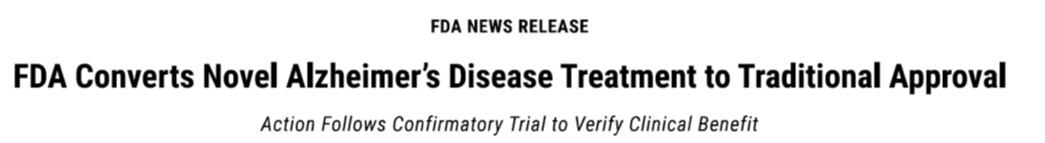 FDA NEWS RELEASE
FDA Converts Novel Alzheimer’s Disease Treatment to Traditional Approval
Action Follows Confirmatory Trial to Verify Clinical Benefit